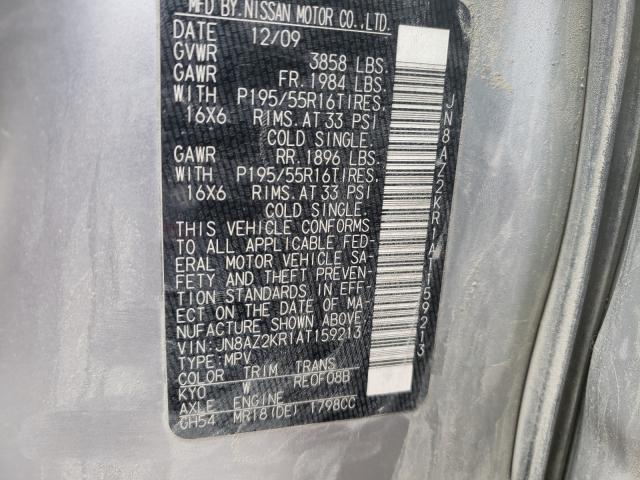 MFD.BY.NISSAN MOTOR CO.,LTD.
DATE 12/09
GVWR 3858 LBS.
GAWR FR. 1984 LBS.
WITH P195/55R16TIRES.
16X6 RIMS. AT 33 PSI
COLD SINGLE.
GAWR RR. 1896 LBS.
WITH P195/55R16TIRES.
16X6 RIMS. AT 33 PSI
COLD SINGLE.
THIS VEHICLE CONFORMS
TO ALL APPLICABLE FED-
ERAL MOTOR VEHICLE SA-
FETY AND THEFT PREVEN-
TION STANDARDS IN EFF-
ECT ON THE DATE OF MA-
NUFACTURE SHOWN ABOVE.
VIN: JN8AZ2KR1AT159213
TYPE: MPV
COLOR TRIM TRANS
KYO W RE0F08B
AXLE ENGINE
GH54 MR18(DE) 1798CC
JN8AZ2KR1AT159213